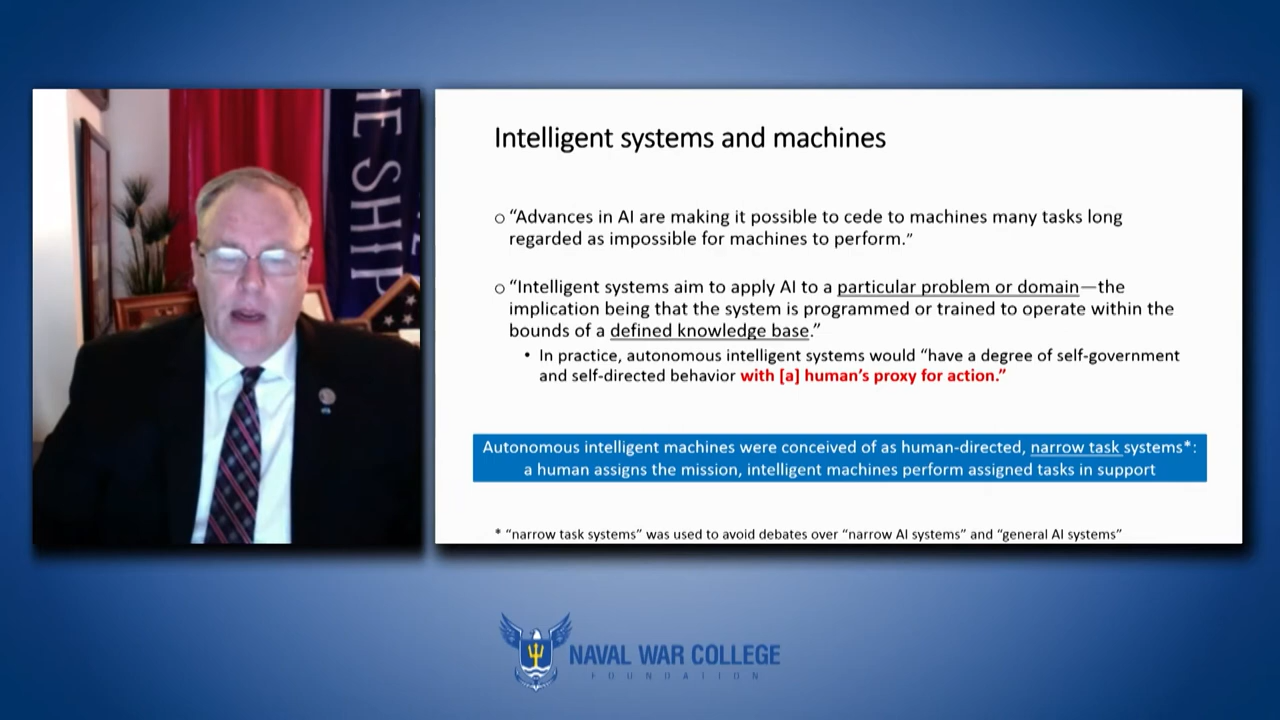 HE SHIP
Intelligent systems and machines
○ “Advances in AI are making it possible to cede to machines many tasks long
regarded as impossible for machines to perform.”
○ “Intelligent systems aim to apply AI to a particular problem or domain—the
implication being that the system is programmed or trained to operate within the
bounds of a defined knowledge base.”
• In practice, autonomous intelligent systems would “have a degree of self-government
and self-directed behavior with [a] human’s proxy for action.”
Autonomous intelligent machines were conceived of as human-directed, narrow task systems*:
a human assigns the mission, intelligent machines perform assigned tasks in support
* “narrow task systems” was used to avoid debates over “narrow AI systems” and “general AI systems”
NAVAL WAR COLLEGE
FOUNDATION